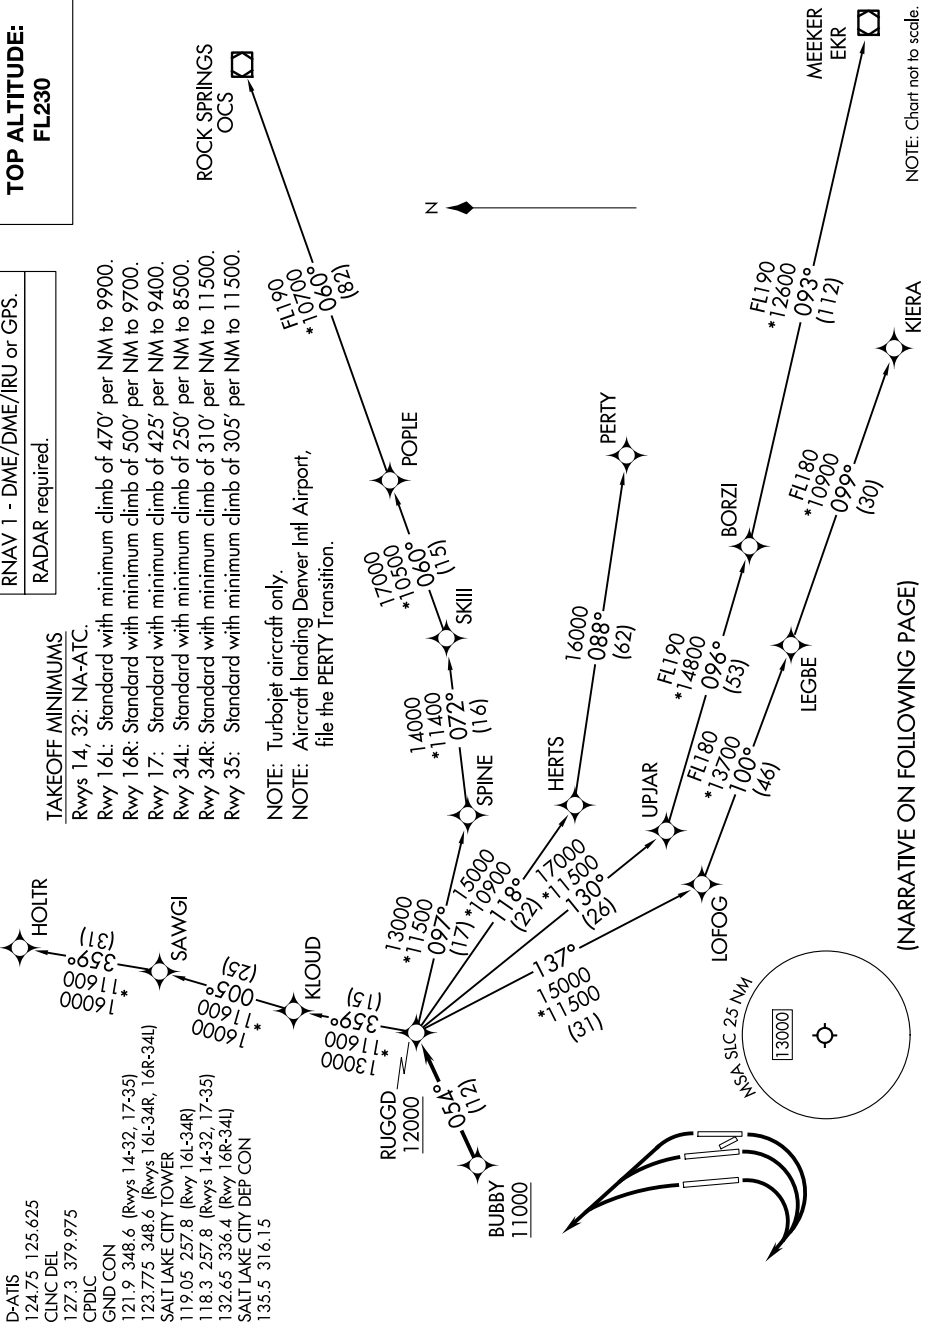 TOP ALTITUDE:
FL230
RNAV 1 - DME/DME/IRU or GPS.
RADAR required.
D-ATIS
124.75 125.625
CLNC DEL
127.3 379.975
CPDLC
GND CON
121.9 348.6 (Rwys 14-32, 17-35)
123.775 348.6 (Rwys 16L-34R, 16R-34L)
SALT LAKE CITY TOWER
119.05 257.8 (Rwy 16L-34R)
118.3 257.8 (Rwys 14-32, 17-35)
132.65 336.4 (Rwy 16R-34L)
SALT LAKE CITY DEP CON
135.5 316.15
TAKEOFF MINIMUMS
Rwys 14, 32: NA-ATC.
Rwy 16L: Standard with minimum climb of 470' per NM to 9900.
Rwy 16R: Standard with minimum climb of 500' per NM to 9700.
Rwy 17: Standard with minimum climb of 425' per NM to 9400.
Rwy 34L: Standard with minimum climb of 250' per NM to 8500.
Rwy 34R: Standard with minimum climb of 310' per NM to 11500.
Rwy 35: Standard with minimum climb of 305' per NM to 11500.
NOTE: Turbojet aircraft only.
NOTE: Aircraft landing Denver Intl Airport,
file the PERTY Transition.
HOLTR
16000
*11600
359°
(31)
SAWGI
16000
*11600
005°
(25)
KLOUD
13000
*11600
359°
(15)
RUGGD
12000
054°
(12)
BUBBY
11000
13000
*11500
097°
(17)
SPINE
14000
*11400
072°
(16)
SKIII
17000
*10500
060°
(15)
POPLE
FL190
*10700
060°
(82)
ROCK SPRINGS
OCS
N
15000
*10900
118°
(22)
HERTS
16000
088°
(62)
PERTY
17000
*11500
130°
(26)
UPJAR
FL190
*14800
096°
(53)
BORZI
FL190
*12600
093°
(112)
MEEKER
EKR
137°
15000
*11500
(31)
LOFOG
FL180
*13700
100°
(46)
LEGBE
FL180
*10900
099°
(30)
KIERA
MSA SLC 25 NM
13000
(NARRATIVE ON FOLLOWING PAGE)
NOTE: Chart not to scale.